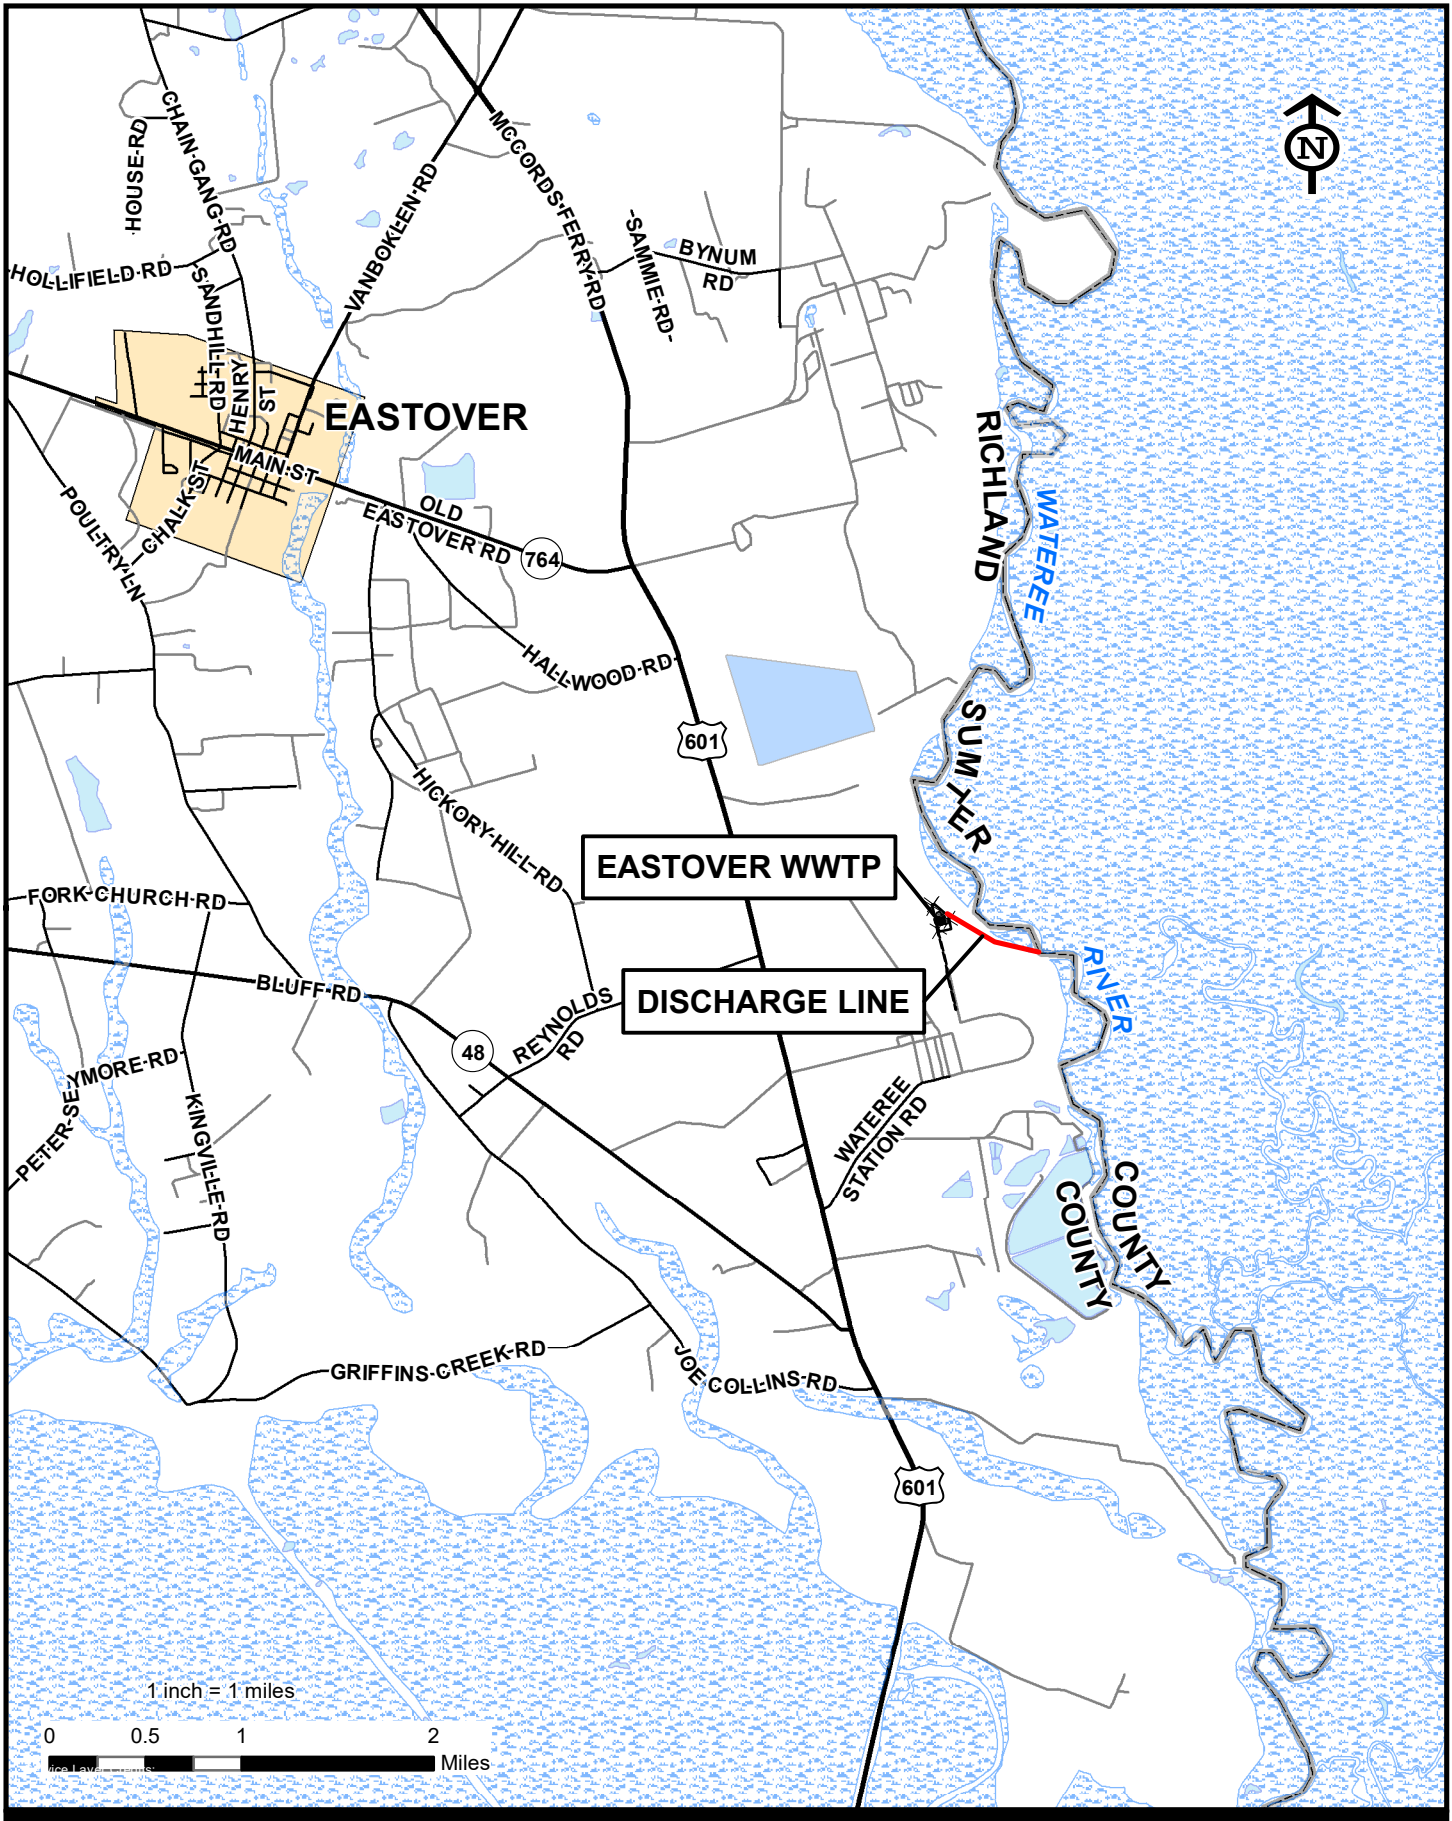 CHAIN GANG RD
HOUSE RD
VANBOKLEN RD
MCCORDS FERRY RD
N
HOLLIFIELD RD
SANDHILL RD
SAMMIE RD
BYNUM
RD
HENRY
ST
EASTOVER
MAIN ST
CHALK ST
POULTRY LN
OLD
EASTOVER RD
764
RICHLAND
WATEREE
HALLWOOD RD
601
SUMTER
HICKORY HILL RD
EASTOVER WWTP
FORK CHURCH RD
BLUFF RD
DISCHARGE LINE
RIVER
REYNOLDS
RD
48
PETER SEYMORE RD
KINGVILLE RD
WATEREE
STATION RD
COUNTY
COUNTY
GRIFFINS CREEK RD
JOE COLLINS RD
601
1 inch = 1 miles
0 0.5 1 2
Miles
vice Layer Credits: